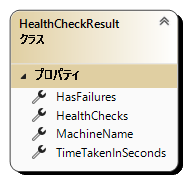 HealthCheckResult
クラス
プロパティ
HasFailures
HealthChecks
MachineName
TimeTakenInSeconds